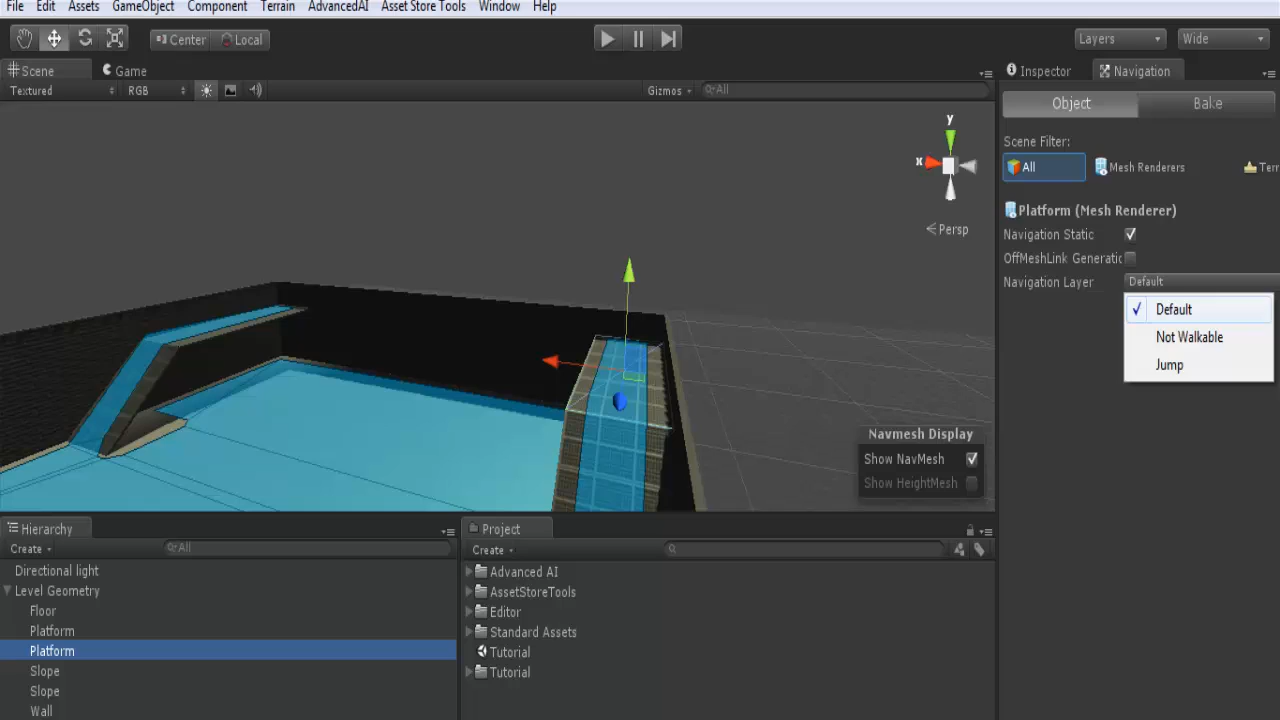 File Edit Assets GameObject Component Terrain AdvancedAI Asset Store Tools Window Help
Center Local
Layers Wide
Scene Game
Textured RGB Gizmos All
Inspector Navigation
Object Bake
Scene Filter:
All Mesh Renderers Terr
Platform (Mesh Renderer)
Navigation Static
OffMeshLink Generatic
Navigation Layer Default
Default
Not Walkable
Jump
y
x
Persp
Navmesh Display
Show NavMesh
Show HeightMesh
Hierarchy
Create All
Directional light
Level Geometry
Floor
Platform
Platform
Slope
Slope
Wall
Project
Create
Advanced AI
AssetStoreTools
Editor
Standard Assets
Tutorial
Tutorial